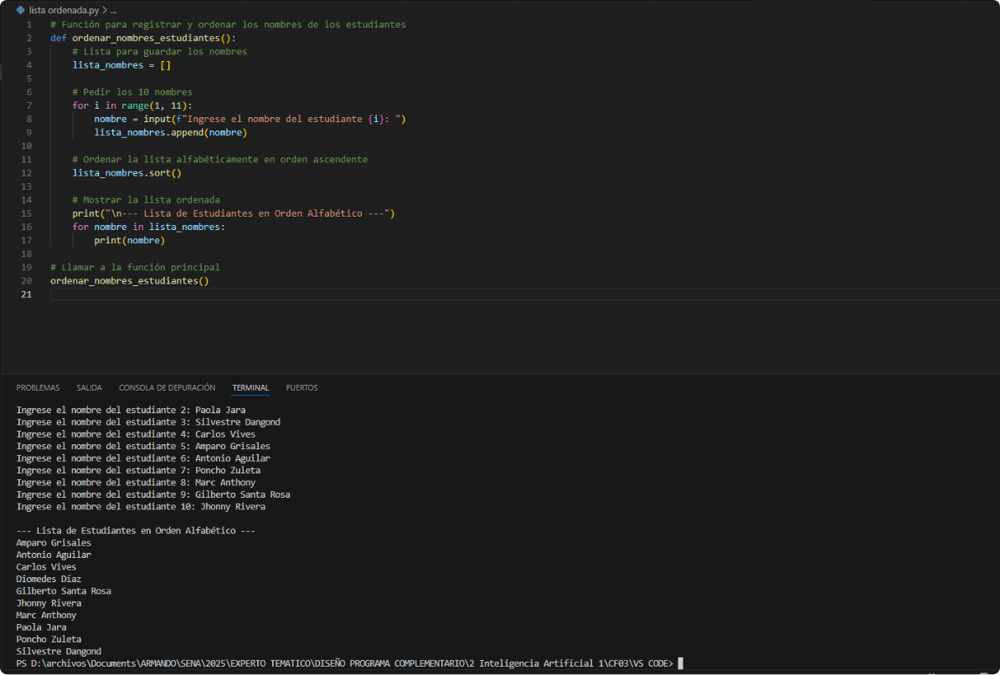 lista ordenada.py > ...
1 # Función para registrar y ordenar los nombres de los estudiantes
2 def ordenar_nombres_estudiantes():
3     # Lista para guardar los nombres
4     lista_nombres = []
5
6     # Pedir los 10 nombres
7     for i in range(1, 11):
8         nombre = input(f"Ingrese el nombre del estudiante {i}: ")
9         lista_nombres.append(nombre)
10
11     # Ordenar la lista alfabéticamente en orden ascendente
12     lista_nombres.sort()
13
14     # Mostrar la lista ordenada
15     print("\n--- Lista de Estudiantes en Orden Alfabético ---")
16     for nombre in lista_nombres:
17         print(nombre)
18
19 # Llamar a la función principal
20 ordenar_nombres_estudiantes()
21
PROBLEMAS SALIDA CONSOLA DE DEPURACIÓN TERMINAL PUERTOS
Ingrese el nombre del estudiante 2: Paola Jara
Ingrese el nombre del estudiante 3: Silvestre Dangond
Ingrese el nombre del estudiante 4: Carlos Vives
Ingrese el nombre del estudiante 5: Amparo Grisales
Ingrese el nombre del estudiante 6: Antonio Aguilar
Ingrese el nombre del estudiante 7: Poncho Zuleta
Ingrese el nombre del estudiante 8: Marc Anthony
Ingrese el nombre del estudiante 9: Gilberto Santa Rosa
Ingrese el nombre del estudiante 10: Jhonny Rivera

--- Lista de Estudiantes en Orden Alfabético ---
Amparo Grisales
Antonio Aguilar
Carlos Vives
Diomedes Díaz
Gilberto Santa Rosa
Jhonny Rivera
Marc Anthony
Paola Jara
Poncho Zuleta
Silvestre Dangond
PS D:\archivos\Documents\ARMANDO\SENA\2025\EXPERTO TEMATICO\DISEÑO PROGRAMA COMPLEMENTARIO\2 Inteligencia Artificial 1\CF03\VS CODE>